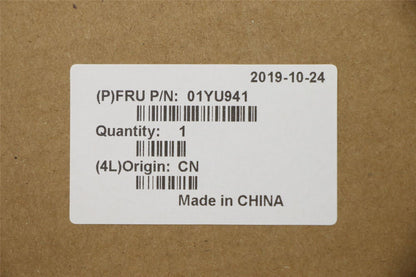 2019-10-24
(P)FRU P/N: 01YU941
Quantity: 1
(4L)Origin: CN
Made in CHINA